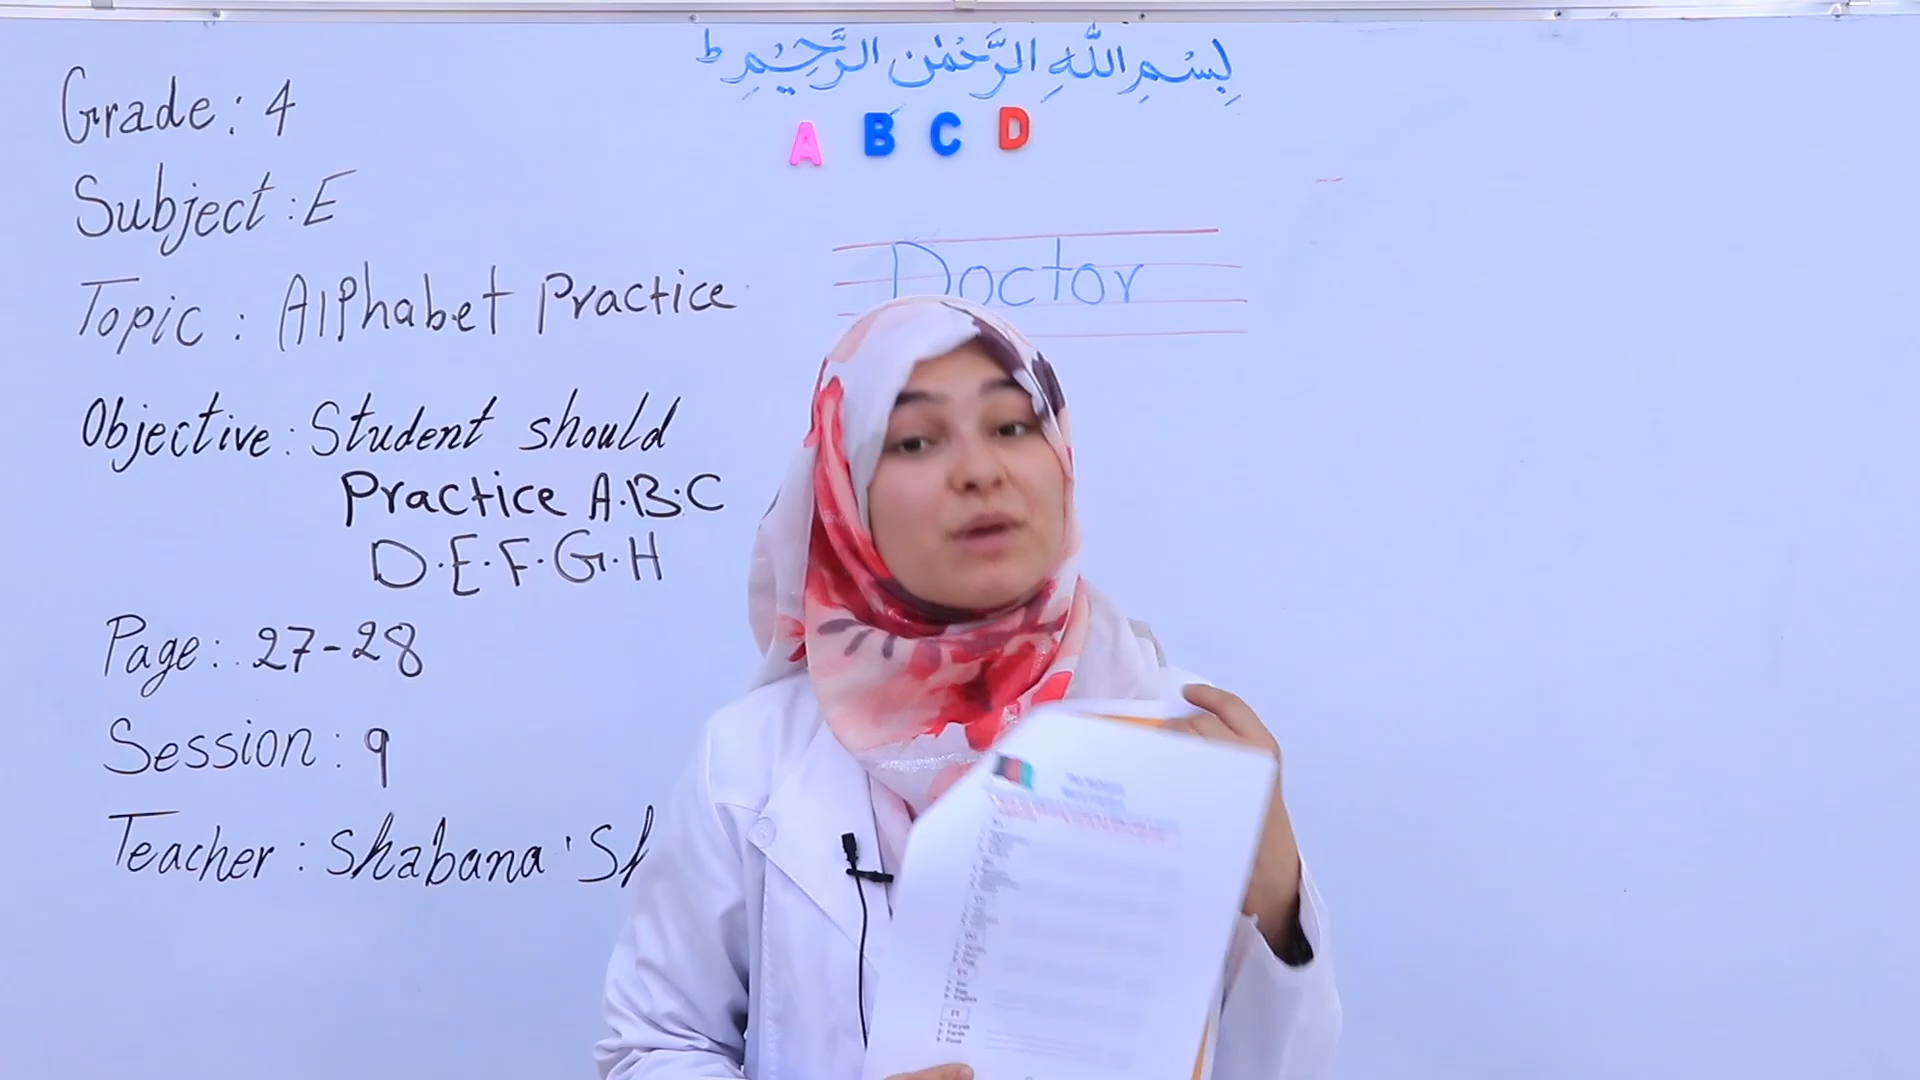 بِسْمِ اللهِ الرَّحْمٰنِ الرَّحِيْمِ ط
A B C D
Doctor
Grade: 4
Subject: E
Topic: Alphabet Practice
Objective: Student should
Practice A.B.C
D.E.F.G.H
Page: 27-28
Session: 9
Teacher: Shabana